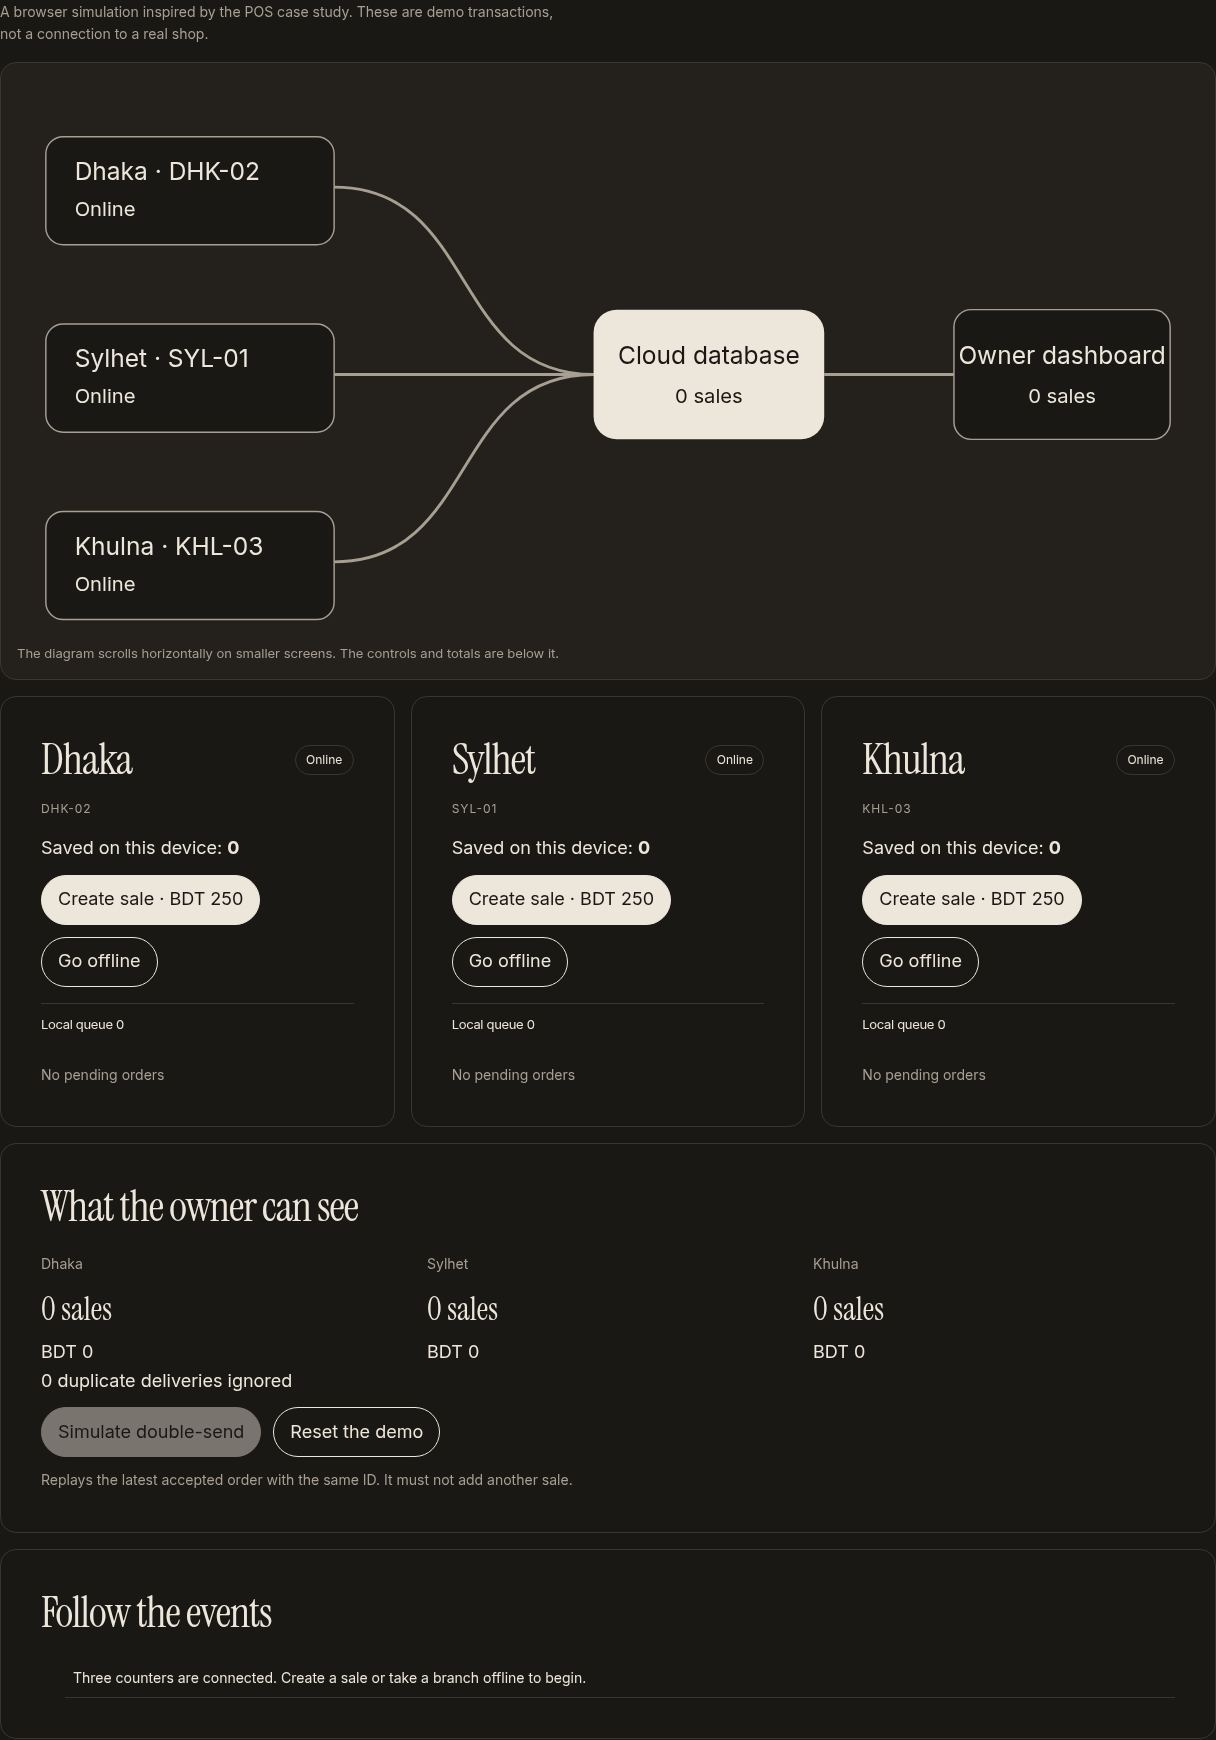 A browser simulation inspired by the POS case study. These are demo transactions,
not a connection to a real shop.
Dhaka · DHK-02
Online
Sylhet · SYL-01
Online
Khulna · KHL-03
Online
Cloud database
0 sales
Owner dashboard
0 sales
The diagram scrolls horizontally on smaller screens. The controls and totals are below it.
Dhaka
Online
DHK-02
Saved on this device: 0
Create sale · BDT 250
Go offline
Local queue 0
No pending orders
Sylhet
Online
SYL-01
Saved on this device: 0
Create sale · BDT 250
Go offline
Local queue 0
No pending orders
Khulna
Online
KHL-03
Saved on this device: 0
Create sale · BDT 250
Go offline
Local queue 0
No pending orders
What the owner can see
Dhaka
0 sales
BDT 0
Sylhet
0 sales
BDT 0
Khulna
0 sales
BDT 0
0 duplicate deliveries ignored
Simulate double-send
Reset the demo
Replays the latest accepted order with the same ID. It must not add another sale.
Follow the events
Three counters are connected. Create a sale or take a branch offline to begin.